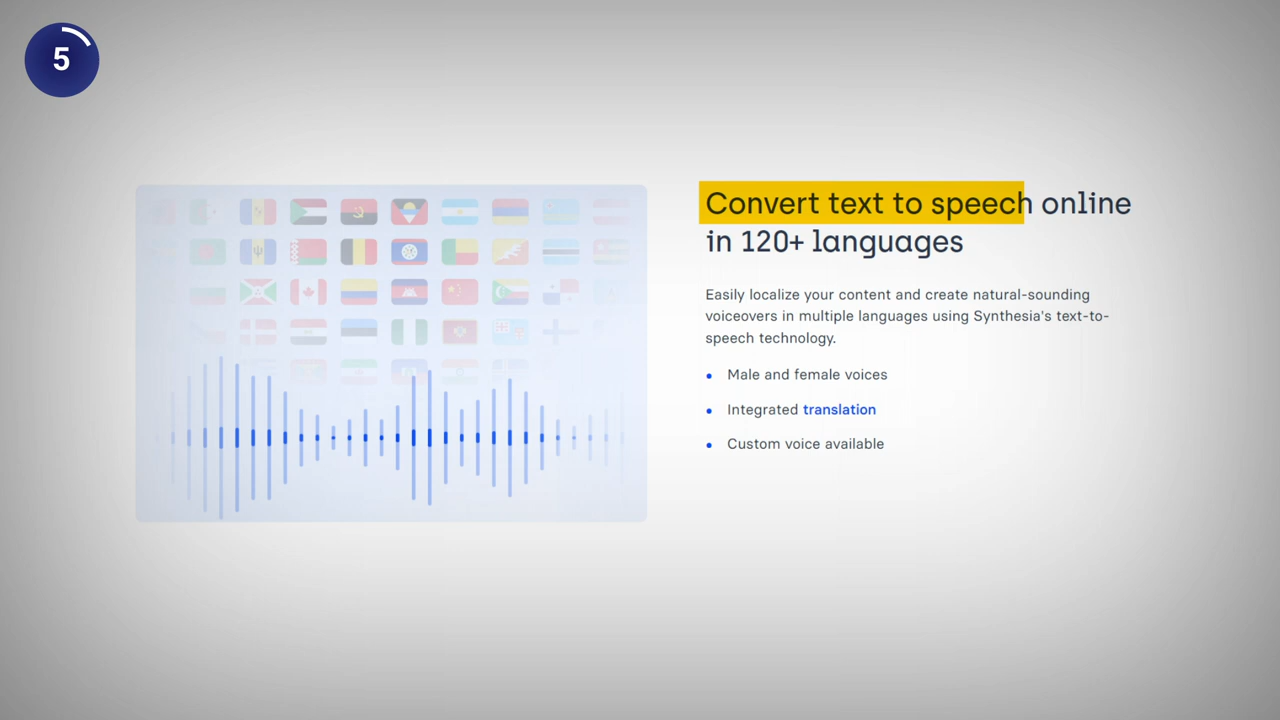 5
Convert text to speech online
in 120+ languages
Easily localize your content and create natural-sounding
voiceovers in multiple languages using Synthesia's text-to-
speech technology.
• Male and female voices
• Integrated translation
• Custom voice available